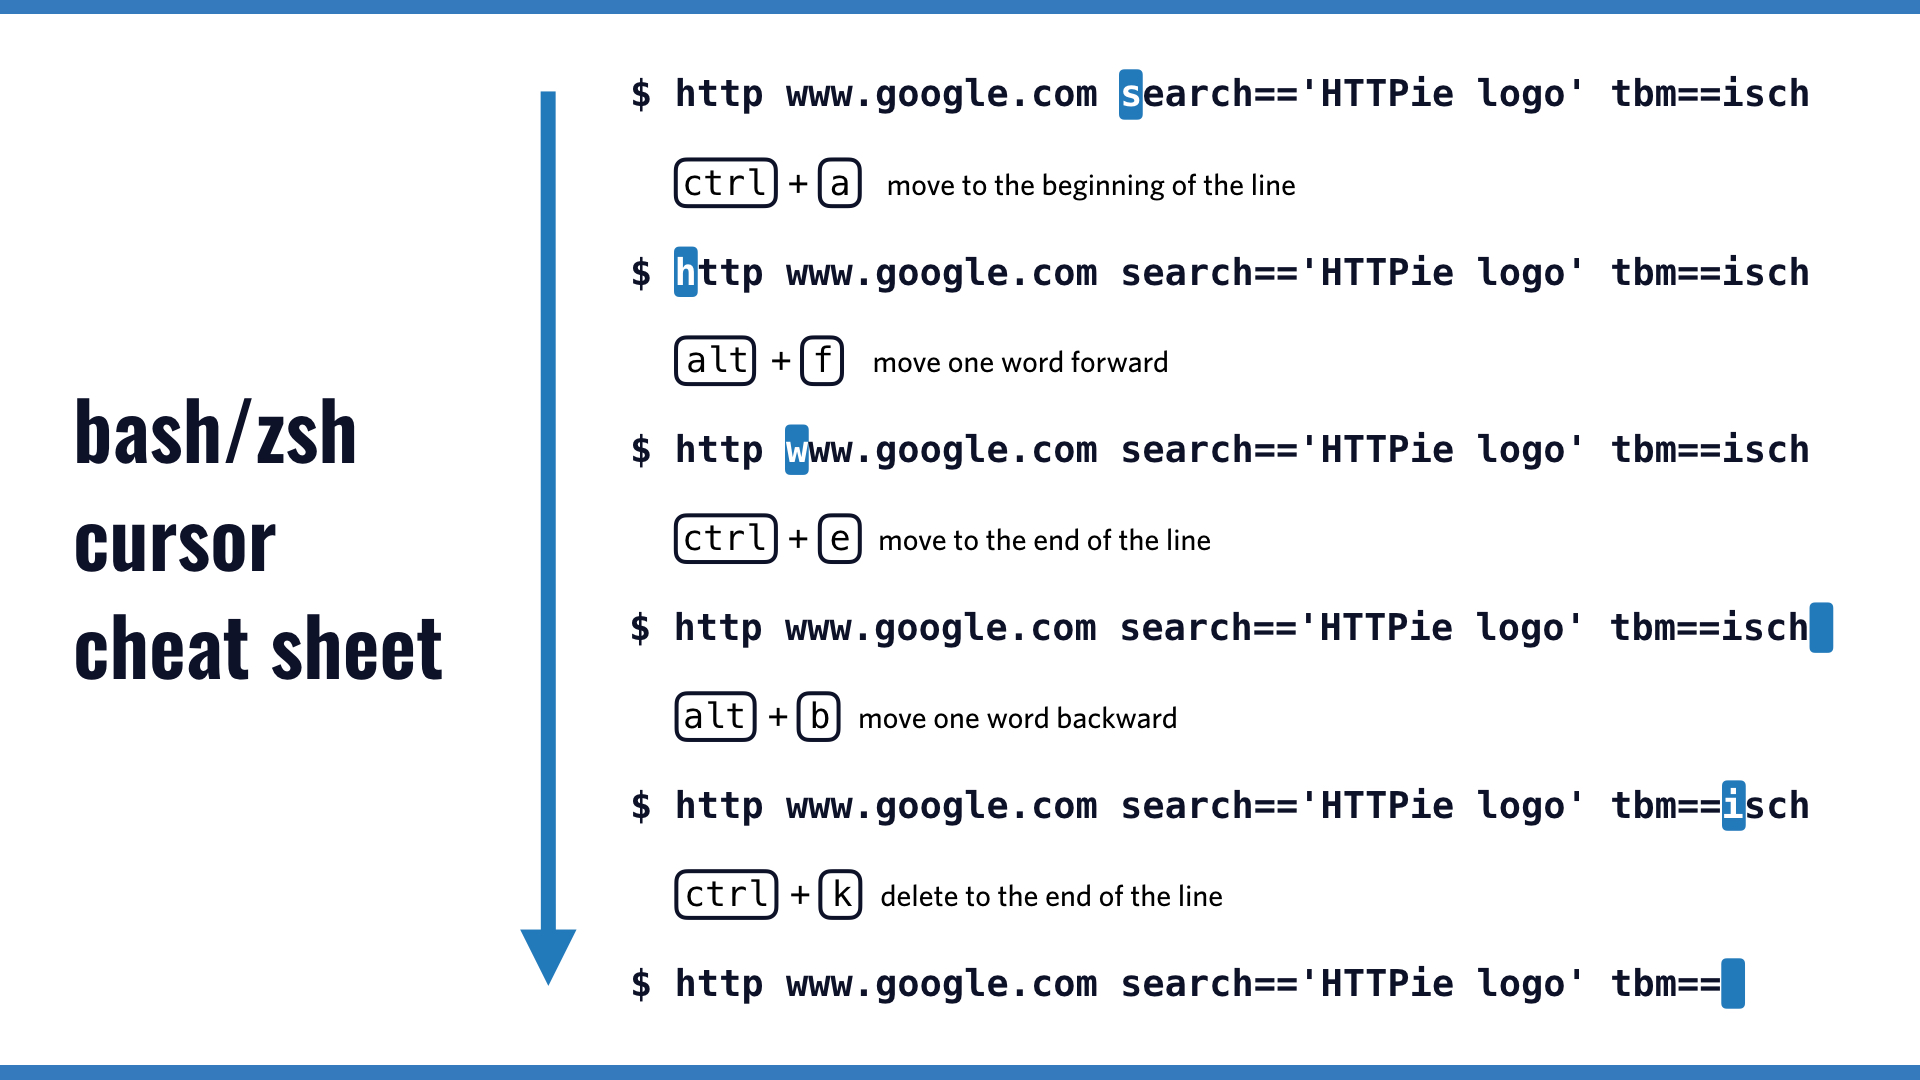 bash/zsh
cursor
cheat sheet
$ http www.google.com search=='HTTPie logo' tbm==isch
ctrl + a move to the beginning of the line
$ http www.google.com search=='HTTPie logo' tbm==isch
alt + f move one word forward
$ http www.google.com search=='HTTPie logo' tbm==isch
ctrl + e move to the end of the line
$ http www.google.com search=='HTTPie logo' tbm==isch
alt + b move one word backward
$ http www.google.com search=='HTTPie logo' tbm==isch
ctrl + k delete to the end of the line
$ http www.google.com search=='HTTPie logo' tbm==